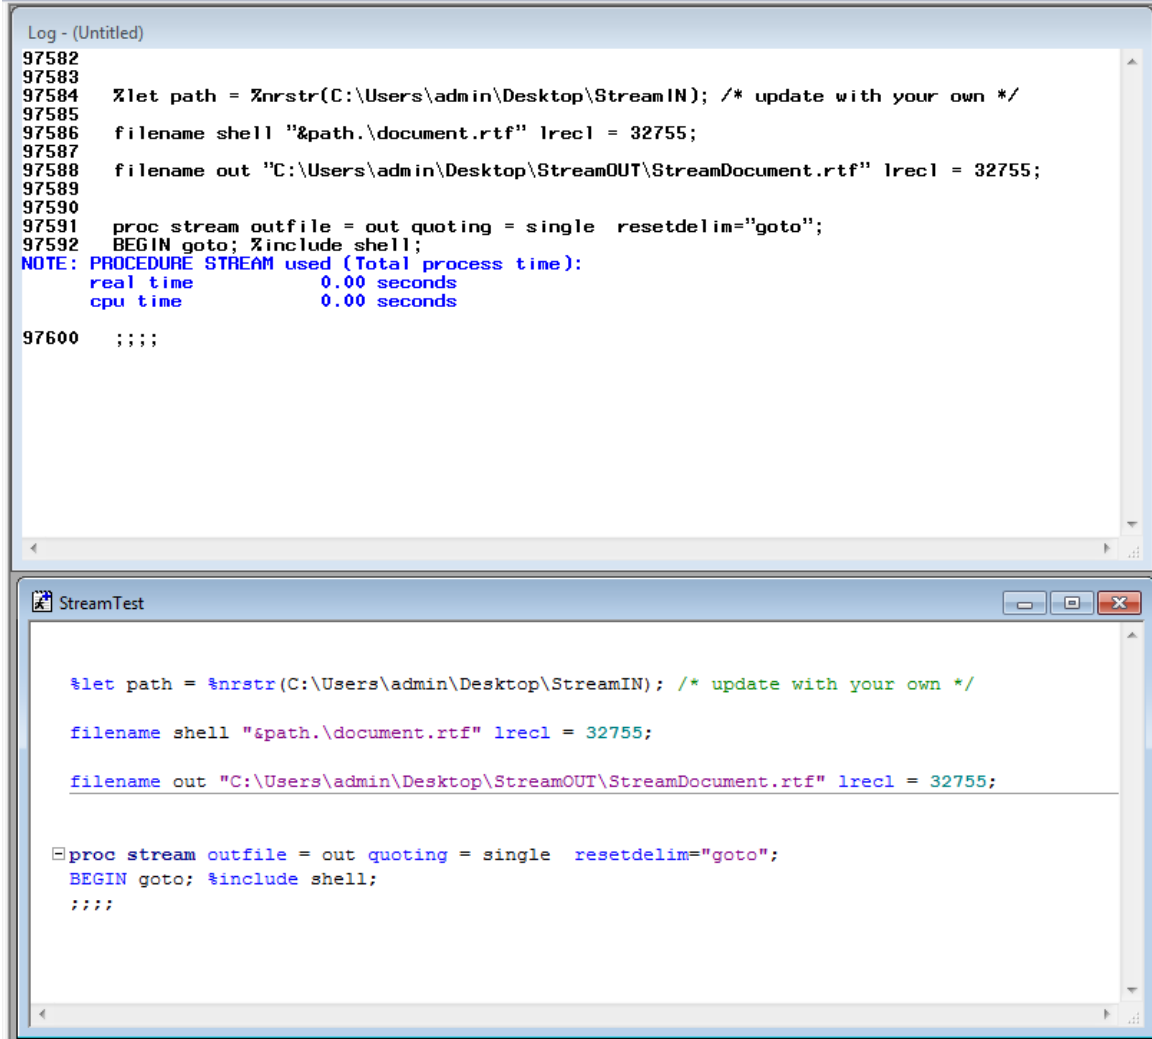 Log - (Untitled)
97582
97583
97584 %let path = %nrstr(C:\Users\admin\Desktop\StreamIN); /* update with your own */
97585
97586 filename shell "&path.\document.rtf" lrecl = 32755;
97587
97588 filename out "C:\Users\admin\Desktop\StreamOUT\StreamDocument.rtf" lrecl = 32755;
97589
97590
97591 proc stream outfile = out quoting = single  resetdelim="goto";
97592 BEGIN goto; %include shell;
NOTE: PROCEDURE STREAM used (Total process time):
real time 0.00 seconds
cpu time 0.00 seconds
97600 ;;;;
StreamTest
%let path = %nrstr(C:\Users\admin\Desktop\StreamIN); /* update with your own */
filename shell "&path.\document.rtf" lrecl = 32755;
filename out "C:\Users\admin\Desktop\StreamOUT\StreamDocument.rtf" lrecl = 32755;
proc stream outfile = out quoting = single  resetdelim="goto";
BEGIN goto; %include shell;
;;;;